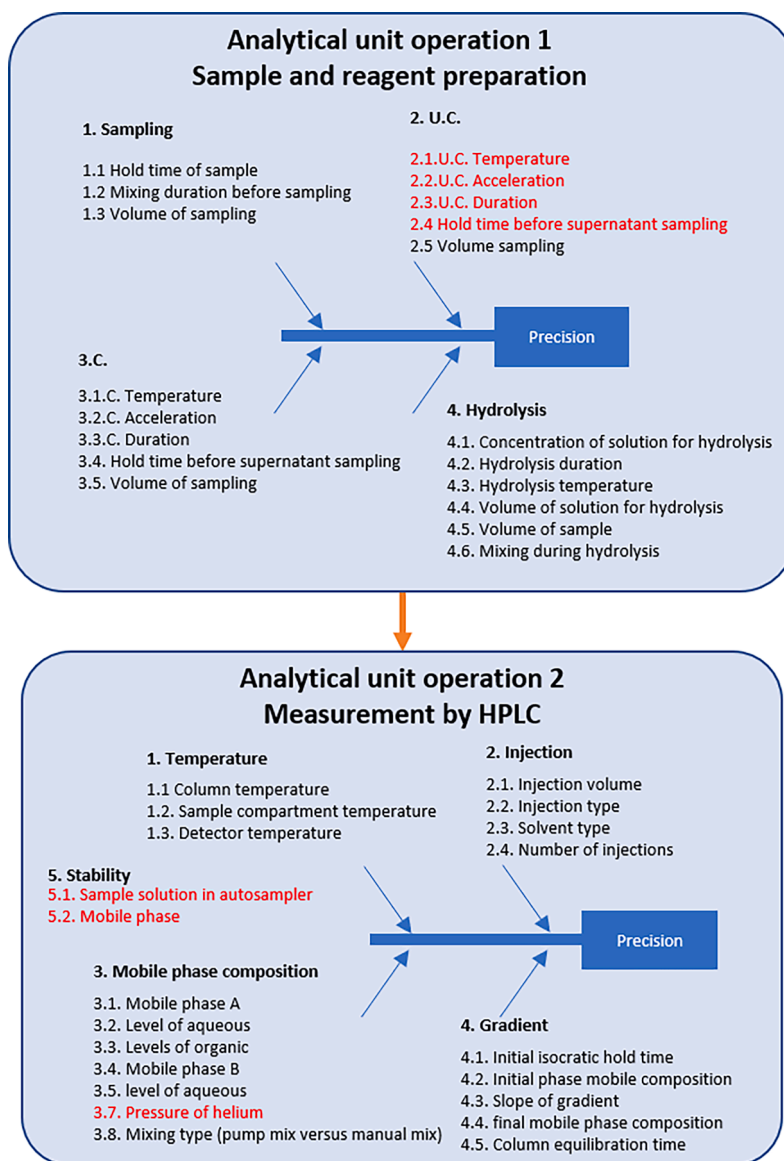 Analytical unit operation 1
Sample and reagent preparation
1. Sampling
1.1 Hold time of sample
1.2 Mixing duration before sampling
1.3 Volume of sampling
2. U.C.
2.1.U.C. Temperature
2.2.U.C. Acceleration
2.3.U.C. Duration
2.4 Hold time before supernatant sampling
2.5 Volume sampling
Precision
3.C.
3.1.C. Temperature
3.2.C. Acceleration
3.3.C. Duration
3.4. Hold time before supernatant sampling
3.5. Volume of sampling
4. Hydrolysis
4.1. Concentration of solution for hydrolysis
4.2. Hydrolysis duration
4.3. Hydrolysis temperature
4.4. Volume of solution for hydrolysis
4.5. Volume of sample
4.6. Mixing during hydrolysis
Analytical unit operation 2
Measurement by HPLC
1. Temperature
1.1 Column temperature
1.2. Sample compartment temperature
1.3. Detector temperature
2. Injection
2.1. Injection volume
2.2. Injection type
2.3. Solvent type
2.4. Number of injections
5. Stability
5.1. Sample solution in autosampler
5.2. Mobile phase
Precision
3. Mobile phase composition
3.1. Mobile phase A
3.2. Level of aqueous
3.3. Levels of organic
3.4. Mobile phase B
3.5. level of aqueous
3.7. Pressure of helium
3.8. Mixing type (pump mix versus manual mix)
4. Gradient
4.1. Initial isocratic hold time
4.2. Initial phase mobile composition
4.3. Slope of gradient
4.4. final mobile phase composition
4.5. Column equilibration time